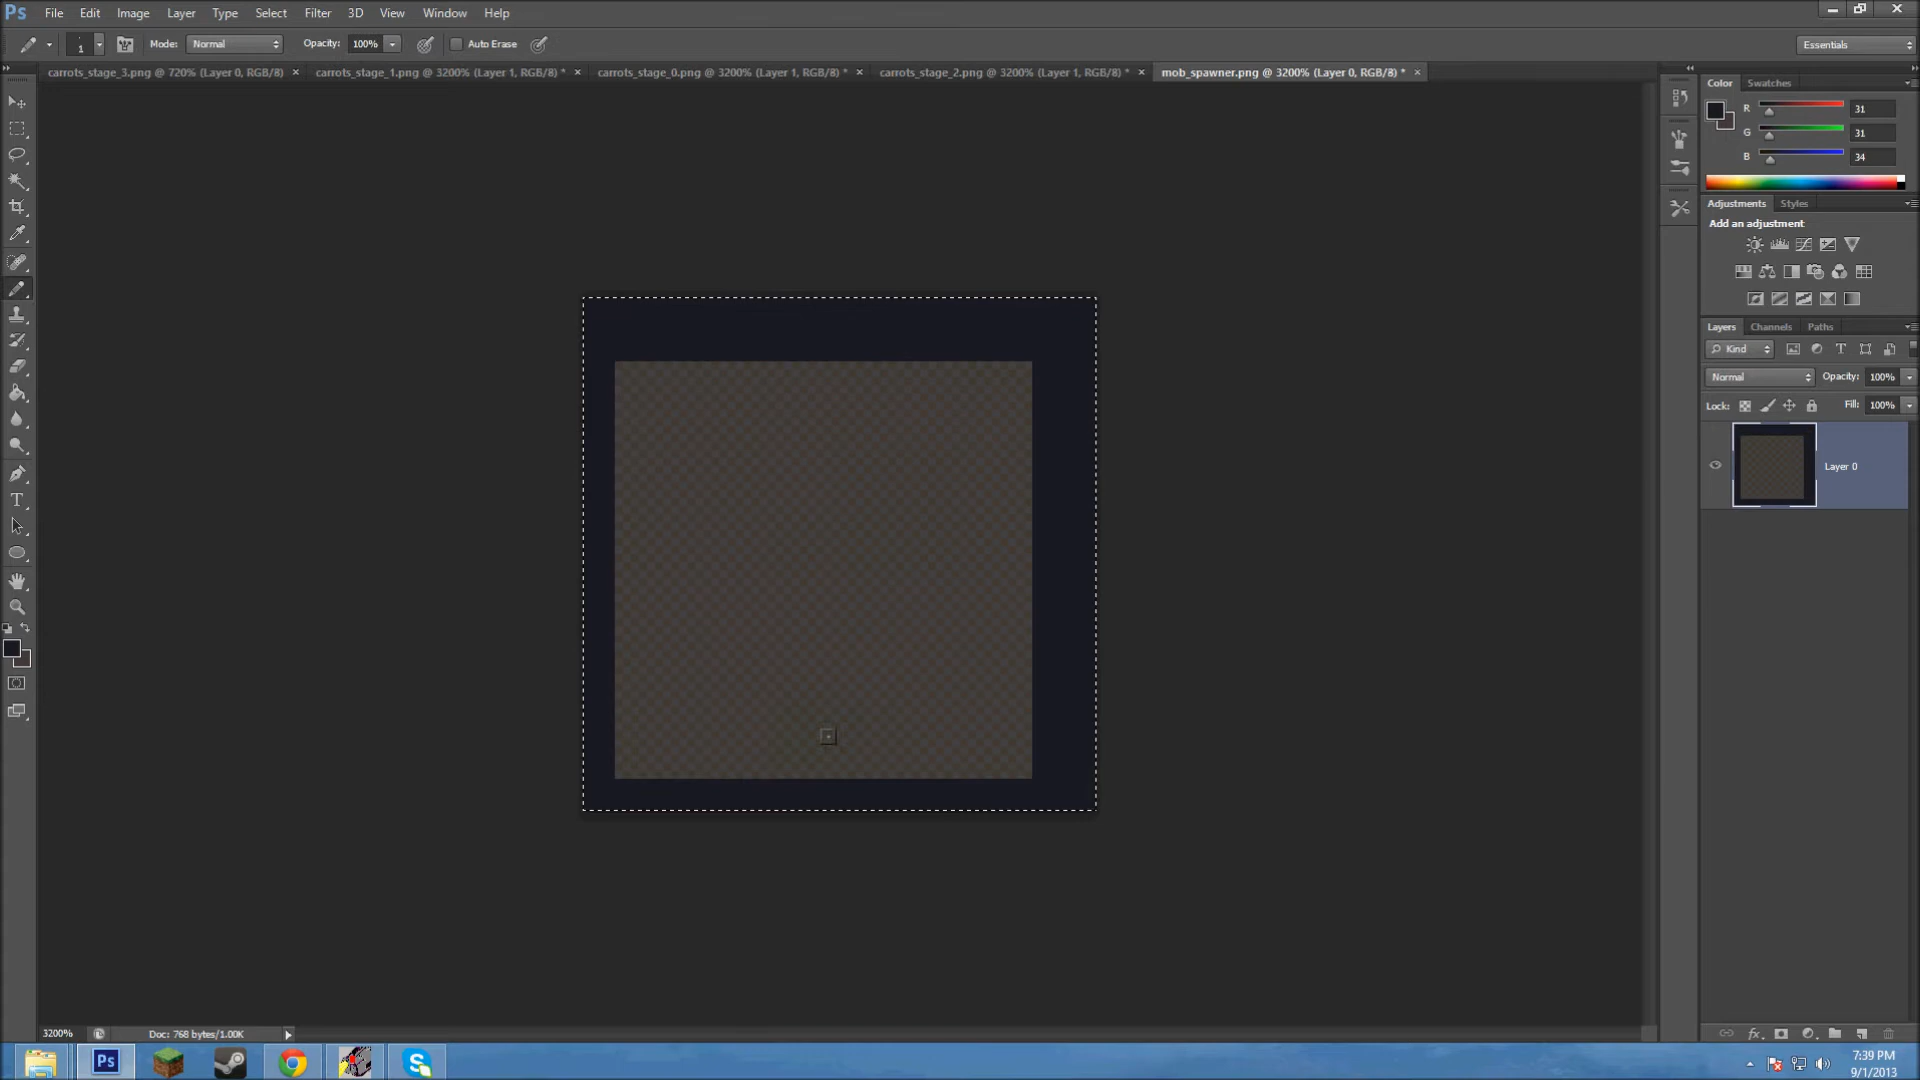 Ps File Edit Image Layer Type Select Filter 3D View Window Help
1 Mode: Normal Opacity: 100% Auto Erase Essentials
carrots_stage_3.png @ 720% (Layer 0, RGB/8) × carrots_stage_1.png @ 3200% (Layer 1, RGB/8) * × carrots_stage_0.png @ 3200% (Layer 1, RGB/8) * × carrots_stage_2.png @ 3200% (Layer 1, RGB/8) * × mob_spawner.png @ 3200% (Layer 0, RGB/8) * ×
Color Swatches
R 31
G 31
B 34
Adjustments Styles
Add an adjustment
Layers Channels Paths
Kind T
Normal Opacity: 100%
Lock: Fill: 100%
Layer 0
T
3200% Doc: 768 bytes/1.00K
fx
Ps
S
7:39 PM
9/1/2013